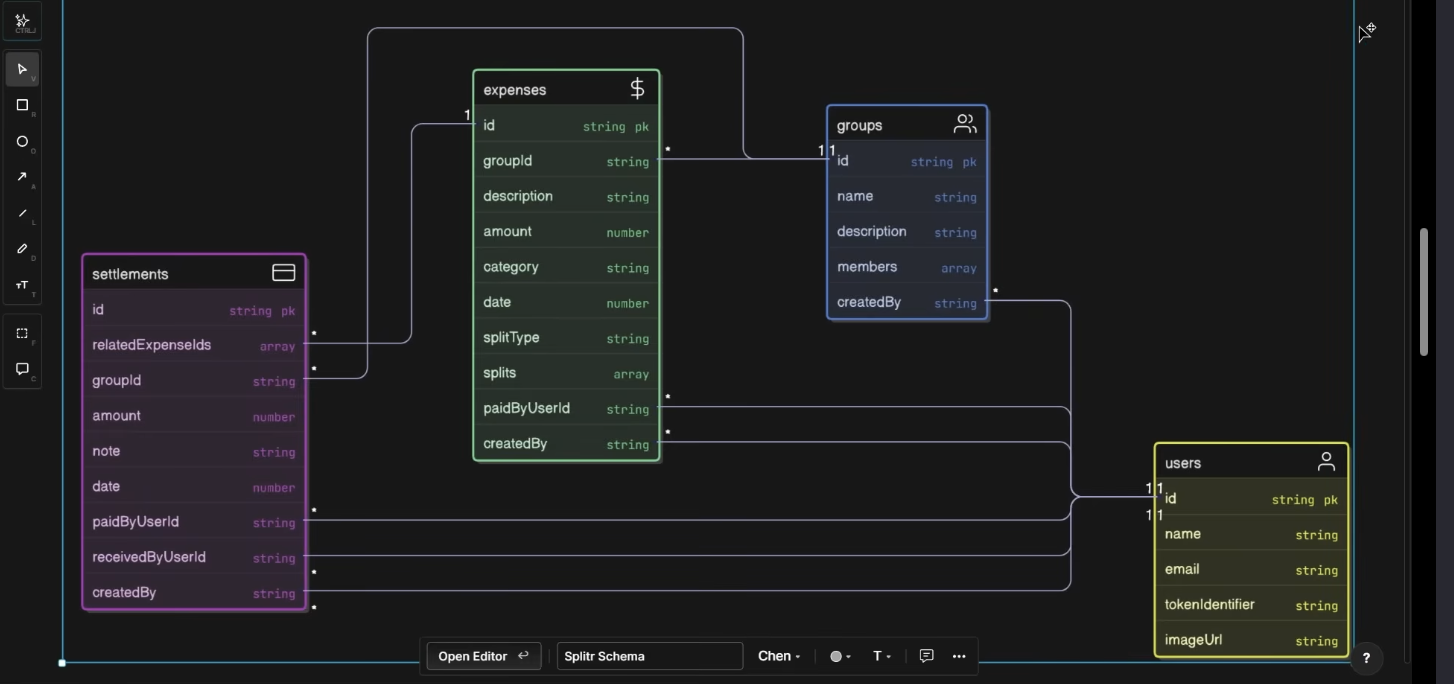 CTRL J
V
R
O
A
L
D
T
F
C
expenses $
1
id string pk
groupId string *
description string
amount number
category string
date number
splitType string
splits array
paidByUserId string *
createdBy string *
groups
1 1
id string pk
name string
description string
members array
createdBy string *
settlements
id string pk
relatedExpenseIds array *
groupId string *
amount number
note string
date number
paidByUserId string *
receivedByUserId string *
createdBy string *
users
1 1
id string pk
1 1
name string
email string
tokenIdentifier string
imageUrl string
Open Editor ↵ Splitr Schema Chen T ... ?